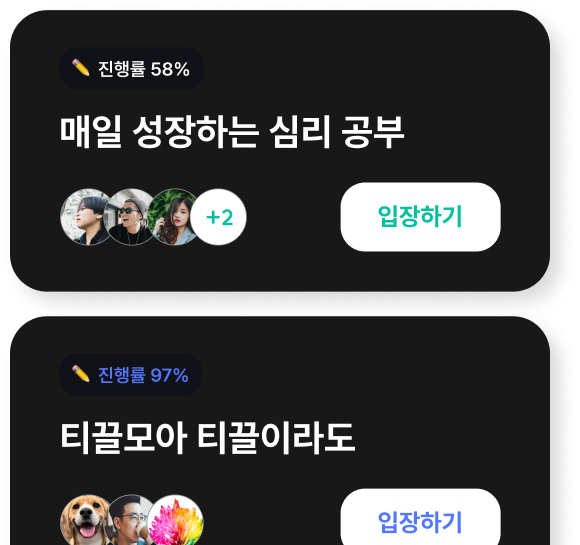 ✏️ 진행률 58%
매일 성장하는 심리 공부
+2
입장하기
✏️ 진행률 97%
티끌모아 티끌이라도
입장하기